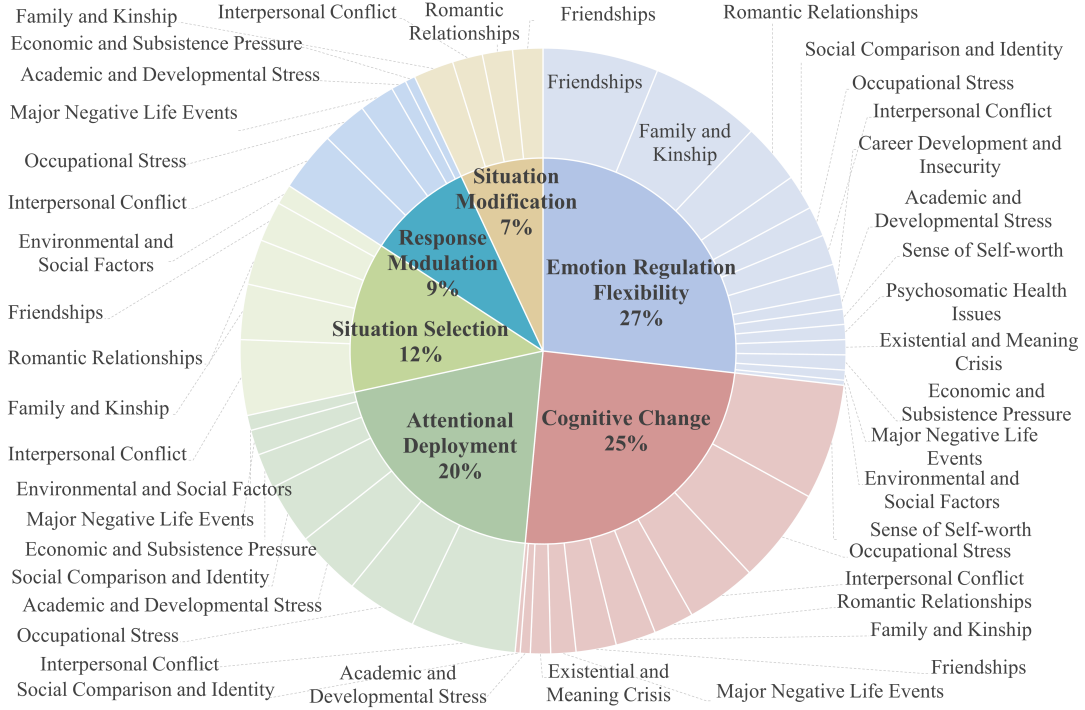 Family and Kinship
Interpersonal Conflict
Romantic
Relationships
Friendships
Romantic Relationships
Economic and Subsistence Pressure
Academic and Developmental Stress
Major Negative Life Events
Occupational Stress
Interpersonal Conflict
Environmental and
Social Factors
Friendships
Romantic Relationships
Family and Kinship
Interpersonal Conflict
Environmental and Social Factors
Major Negative Life Events
Economic and Subsistence Pressure
Social Comparison and Identity
Academic and Developmental Stress
Occupational Stress
Interpersonal Conflict
Social Comparison and Identity
Academic and
Developmental Stress
Existential and
Meaning Crisis
Major Negative Life Events
Friendships
Family and
Kinship
Situation
Modification
7%
Response
Modulation
9%
Emotion Regulation
Flexibility
27%
Situation Selection
12%
Attentional
Deployment
20%
Cognitive Change
25%
Social Comparison and Identity
Occupational Stress
Interpersonal Conflict
Career Development and
Insecurity
Academic and
Developmental Stress
Sense of Self-worth
Psychosomatic Health
Issues
Existential and Meaning
Crisis
Economic and
Subsistence Pressure
Major Negative Life
Events
Environmental and
Social Factors
Sense of Self-worth
Occupational Stress
Interpersonal Conflict
Romantic Relationships
Family and Kinship
Friendships